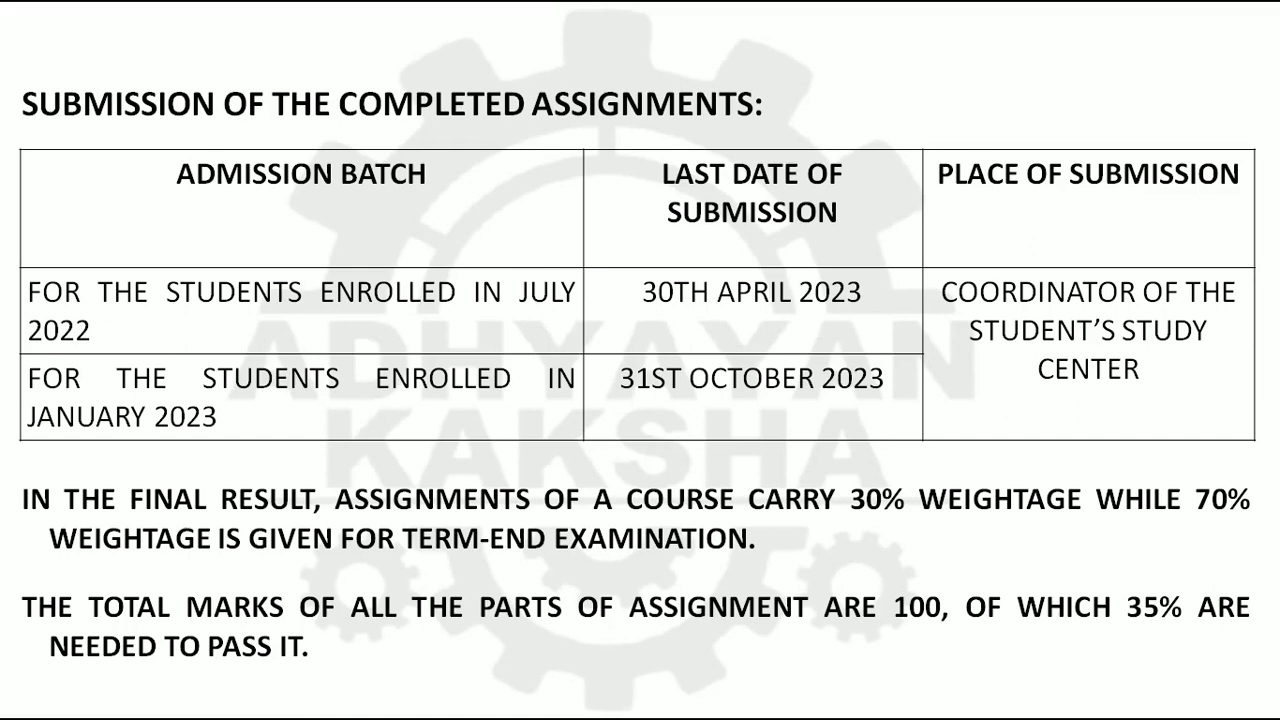 SUBMISSION OF THE COMPLETED ASSIGNMENTS:
ADMISSION BATCH
LAST DATE OF
SUBMISSION
PLACE OF SUBMISSION
FOR THE STUDENTS ENROLLED IN JULY
2022
30TH APRIL 2023
COORDINATOR OF THE
STUDENT’S STUDY
CENTER
FOR THE STUDENTS ENROLLED IN
JANUARY 2023
31ST OCTOBER 2023
ADHYAYAN
KAKSHA
IN THE FINAL RESULT, ASSIGNMENTS OF A COURSE CARRY 30% WEIGHTAGE WHILE 70%
WEIGHTAGE IS GIVEN FOR TERM-END EXAMINATION.
THE TOTAL MARKS OF ALL THE PARTS OF ASSIGNMENT ARE 100, OF WHICH 35% ARE
NEEDED TO PASS IT.